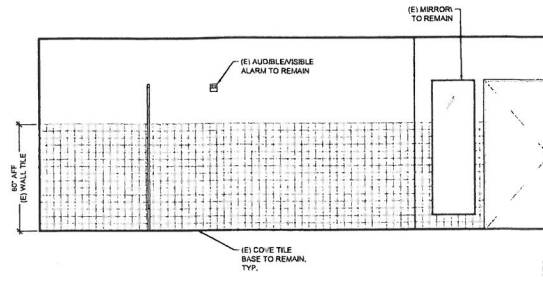 (E) MIRROR
TO REMAIN
(E) AUDIBLE/VISIBLE
ALARM TO REMAIN
60" AFF
(E) WALL TILE
(E) COVE TILE
BASE TO REMAIN,
TYP.